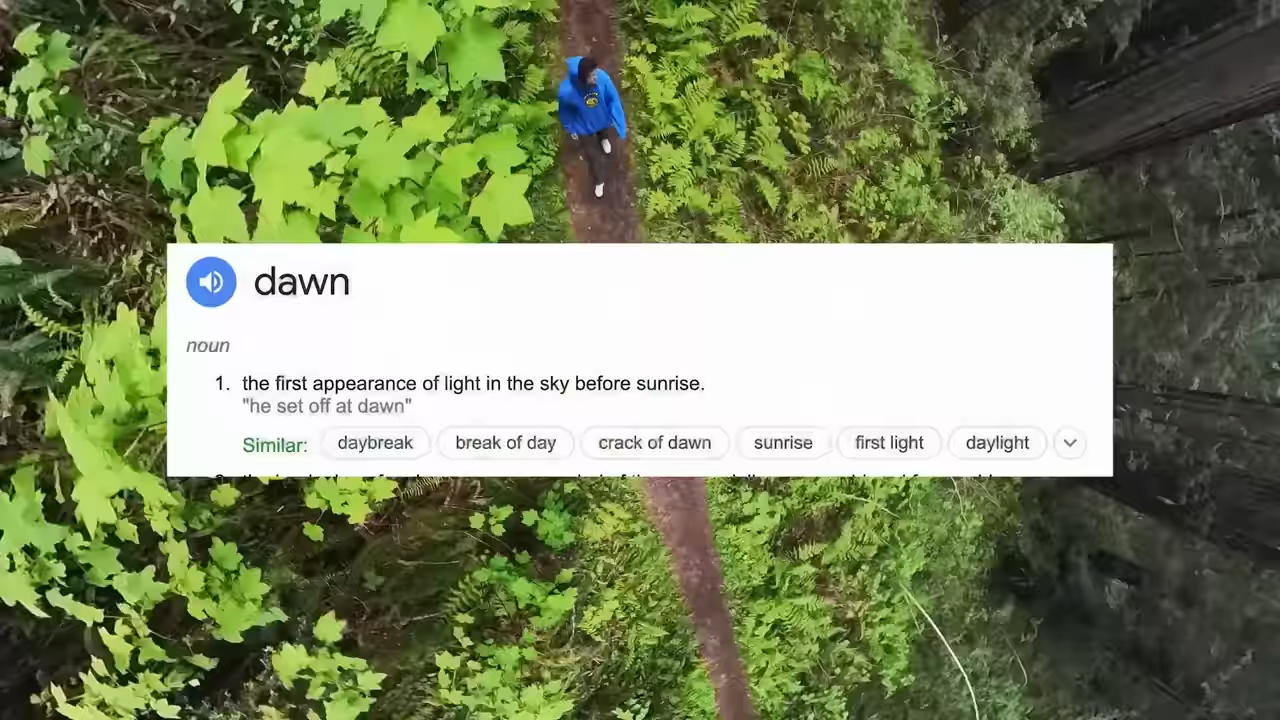 dawn
noun
1. the first appearance of light in the sky before sunrise.
"he set off at dawn"
Similar: daybreak break of day crack of dawn sunrise first light daylight